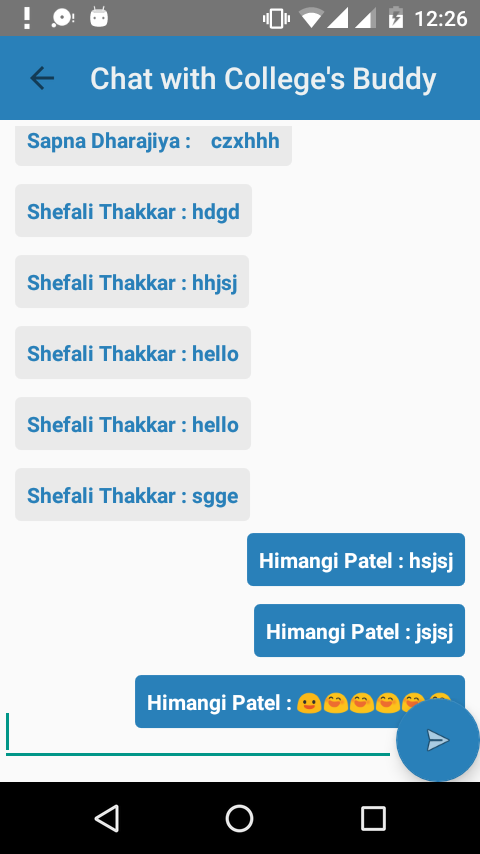 12:26
Chat with College's Buddy
Sapna Dharajiya : czxhhh
Shefali Thakkar : hdgd
Shefali Thakkar : hhjsj
Shefali Thakkar : hello
Shefali Thakkar : hello
Shefali Thakkar : sgge
Himangi Patel : hsjsj
Himangi Patel : jsjsj
Himangi Patel : 🙂😄😄😄😄😄